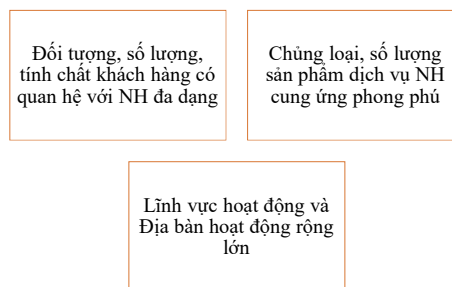 Đối tượng, số lượng,
tính chất khách hàng có
quan hệ với NH đa dạng
Chủng loại, số lượng
sản phẩm dịch vụ NH
cung ứng phong phú
Lĩnh vực hoạt động và
Địa bàn hoạt động rộng
lớn